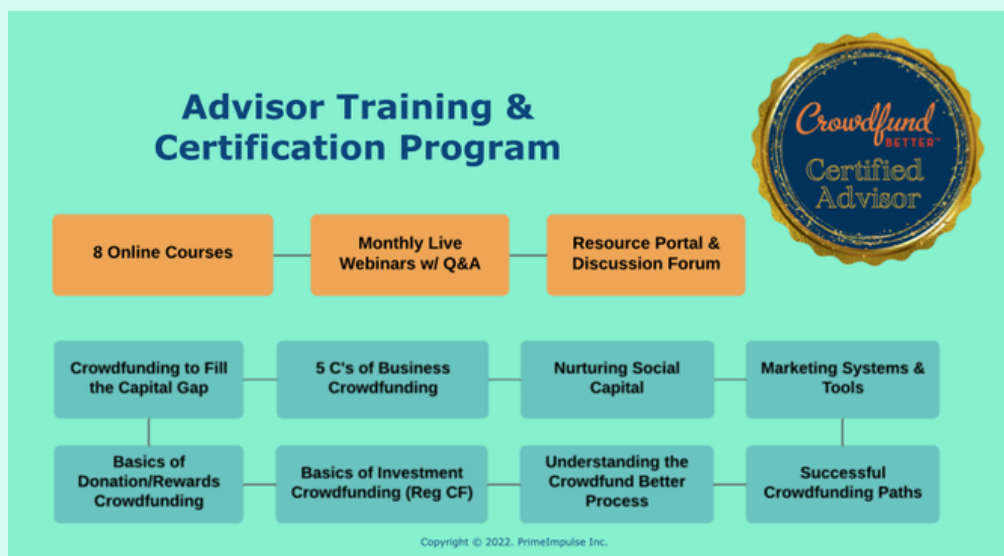 Advisor Training &
Certification Program
Crowdfund
BETTER™
Certified
Advisor
8 Online Courses
Monthly Live
Webinars w/ Q&A
Resource Portal &
Discussion Forum
Crowdfunding to Fill
the Capital Gap
5 C's of Business
Crowdfunding
Nurturing Social
Capital
Marketing Systems &
Tools
Basics of
Donation/Rewards
Crowdfunding
Basics of Investment
Crowdfunding (Reg CF)
Understanding the
Crowdfund Better
Process
Successful
Crowdfunding Paths
Copyright © 2022. PrimeImpulse Inc.